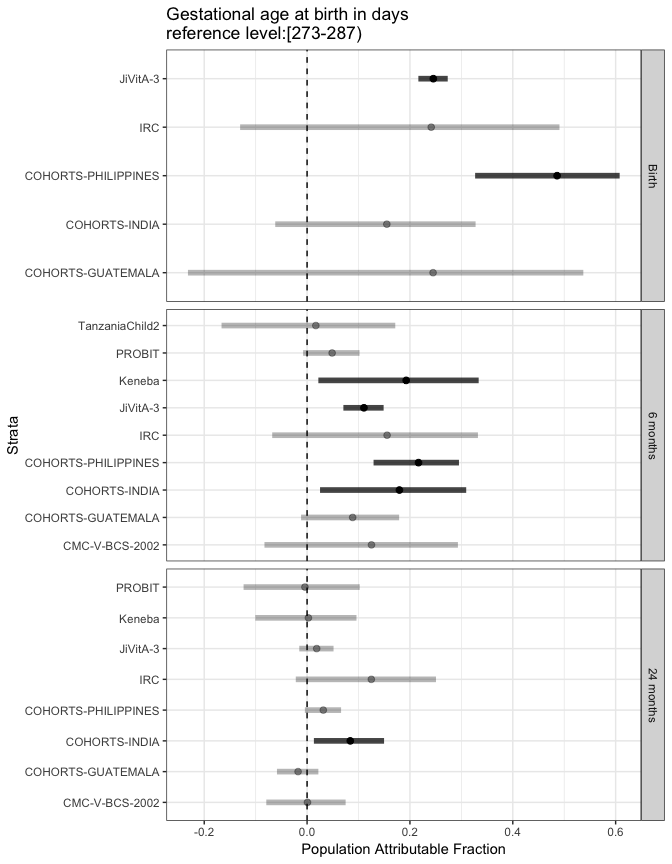 Gestational age at birth in days
reference level:[273-287)
JiVitA-3
IRC
COHORTS-PHILIPPINES
COHORTS-INDIA
COHORTS-GUATEMALA
Birth
TanzaniaChild2
PROBIT
Keneba
JiVitA-3
IRC
COHORTS-PHILIPPINES
COHORTS-INDIA
COHORTS-GUATEMALA
CMC-V-BCS-2002
6 months
Strata
PROBIT
Keneba
JiVitA-3
IRC
COHORTS-PHILIPPINES
COHORTS-INDIA
COHORTS-GUATEMALA
CMC-V-BCS-2002
24 months
-0.2 0.0 0.2 0.4 0.6
Population Attributable Fraction